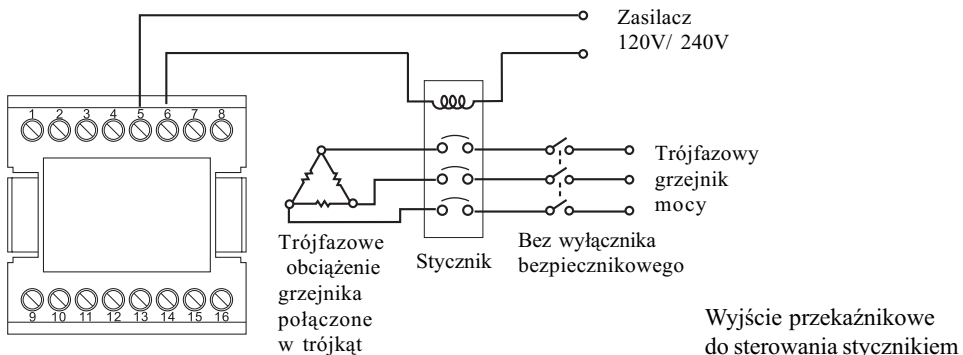 Zasilacz
120V/ 240V
1 2 3 4 5 6 7 8
Trójfazowy
grzejnik
mocy
Trójfazowe
obciążenie
grzejnika
połączone
w trójkąt
Stycznik
Bez wyłącznika
bezpiecznikowego
9 10 11 12 13 14 15 16
Wyjście przekaźnikowe
do sterowania stycznikiem